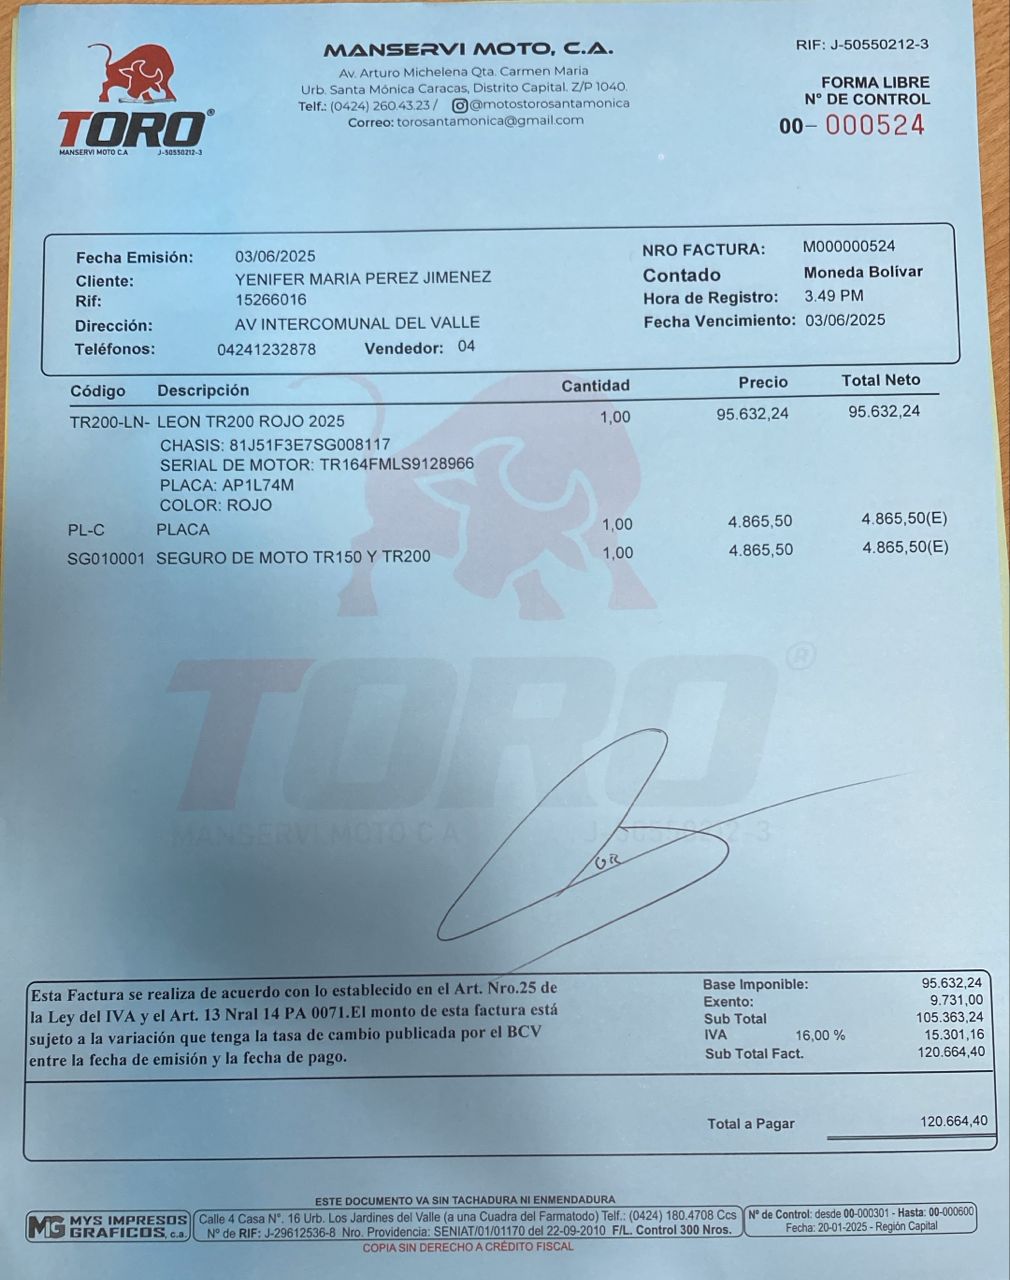 TORO®
MANSERVI MOTO C.A J-50550212-3
MANSERVI MOTO, C.A.
Av. Arturo Michelena Qta. Carmen Maria
Urb. Santa Mónica Caracas, Distrito Capital. Z/P 1040.
Telf.: (0424) 260.43.23 / @motostorosantamonica
Correo: torosantamonica@gmail.com
RIF: J-50550212-3
FORMA LIBRE
N° DE CONTROL
00- 000524
Fecha Emisión: 03/06/2025
Cliente: YENIFER MARIA PEREZ JIMENEZ
Rif: 15266016
Dirección: AV INTERCOMUNAL DEL VALLE
Teléfonos: 04241232878 Vendedor: 04
NRO FACTURA: M000000524
Contado Moneda Bolívar
Hora de Registro: 3.49 PM
Fecha Vencimiento: 03/06/2025
Código Descripción Cantidad Precio Total Neto
TR200-LN- LEON TR200 ROJO 2025 1,00 95.632,24 95.632,24
CHASIS: 81J51F3E7SG008117
SERIAL DE MOTOR: TR164FMLS9128966
PLACA: AP1L74M
COLOR: ROJO
PL-C PLACA 1,00 4.865,50 4.865,50(E)
SG010001 SEGURO DE MOTO TR150 Y TR200 1,00 4.865,50 4.865,50(E)
TORO®
MANSERVI MOTO C A J-50550212-3
GR
Esta Factura se realiza de acuerdo con lo establecido en el Art. Nro.25 de
la Ley del IVA y el Art. 13 Nral 14 PA 0071.El monto de esta factura está
sujeto a la variación que tenga la tasa de cambio publicada por el BCV
entre la fecha de emisión y la fecha de pago.
Base Imponible: 95.632,24
Exento: 9.731,00
Sub Total 105.363,24
IVA 16,00 % 15.301,16
Sub Total Fact. 120.664,40
Total a Pagar 120.664,40
ESTE DOCUMENTO VA SIN TACHADURA NI ENMENDADURA
MG MYS IMPRESOS
GRAFICOS, c.a.
Calle 4 Casa N°. 16 Urb. Los Jardines del Valle (a una Cuadra del Farmatodo) Telf.: (0424) 180.4708 Ccs
N° de RIF: J-29612536-8 Nro. Providencia: SENIAT/01/01170 del 22-09-2010 F/L. Control 300 Nros.
N° de Control: desde 00-000301 - Hasta: 00-000600
Fecha: 20-01-2025 - Región Capital
COPIA SIN DERECHO A CRÉDITO FISCAL